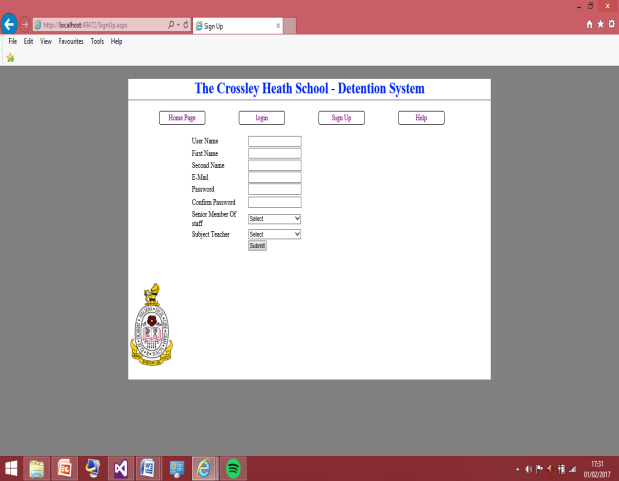 http://localhost:49472/SignUp.aspx
Sign Up
File Edit View Favourites Tools Help
The Crossley Heath School - Detention System
Home Page login Sign Up Help
User Name
First Name
Second Name
E-Mail
Password
Confirm Password
Senior Member Of
staff
Select
Subject Teacher
Select
Submit
17:31
01/02/2017